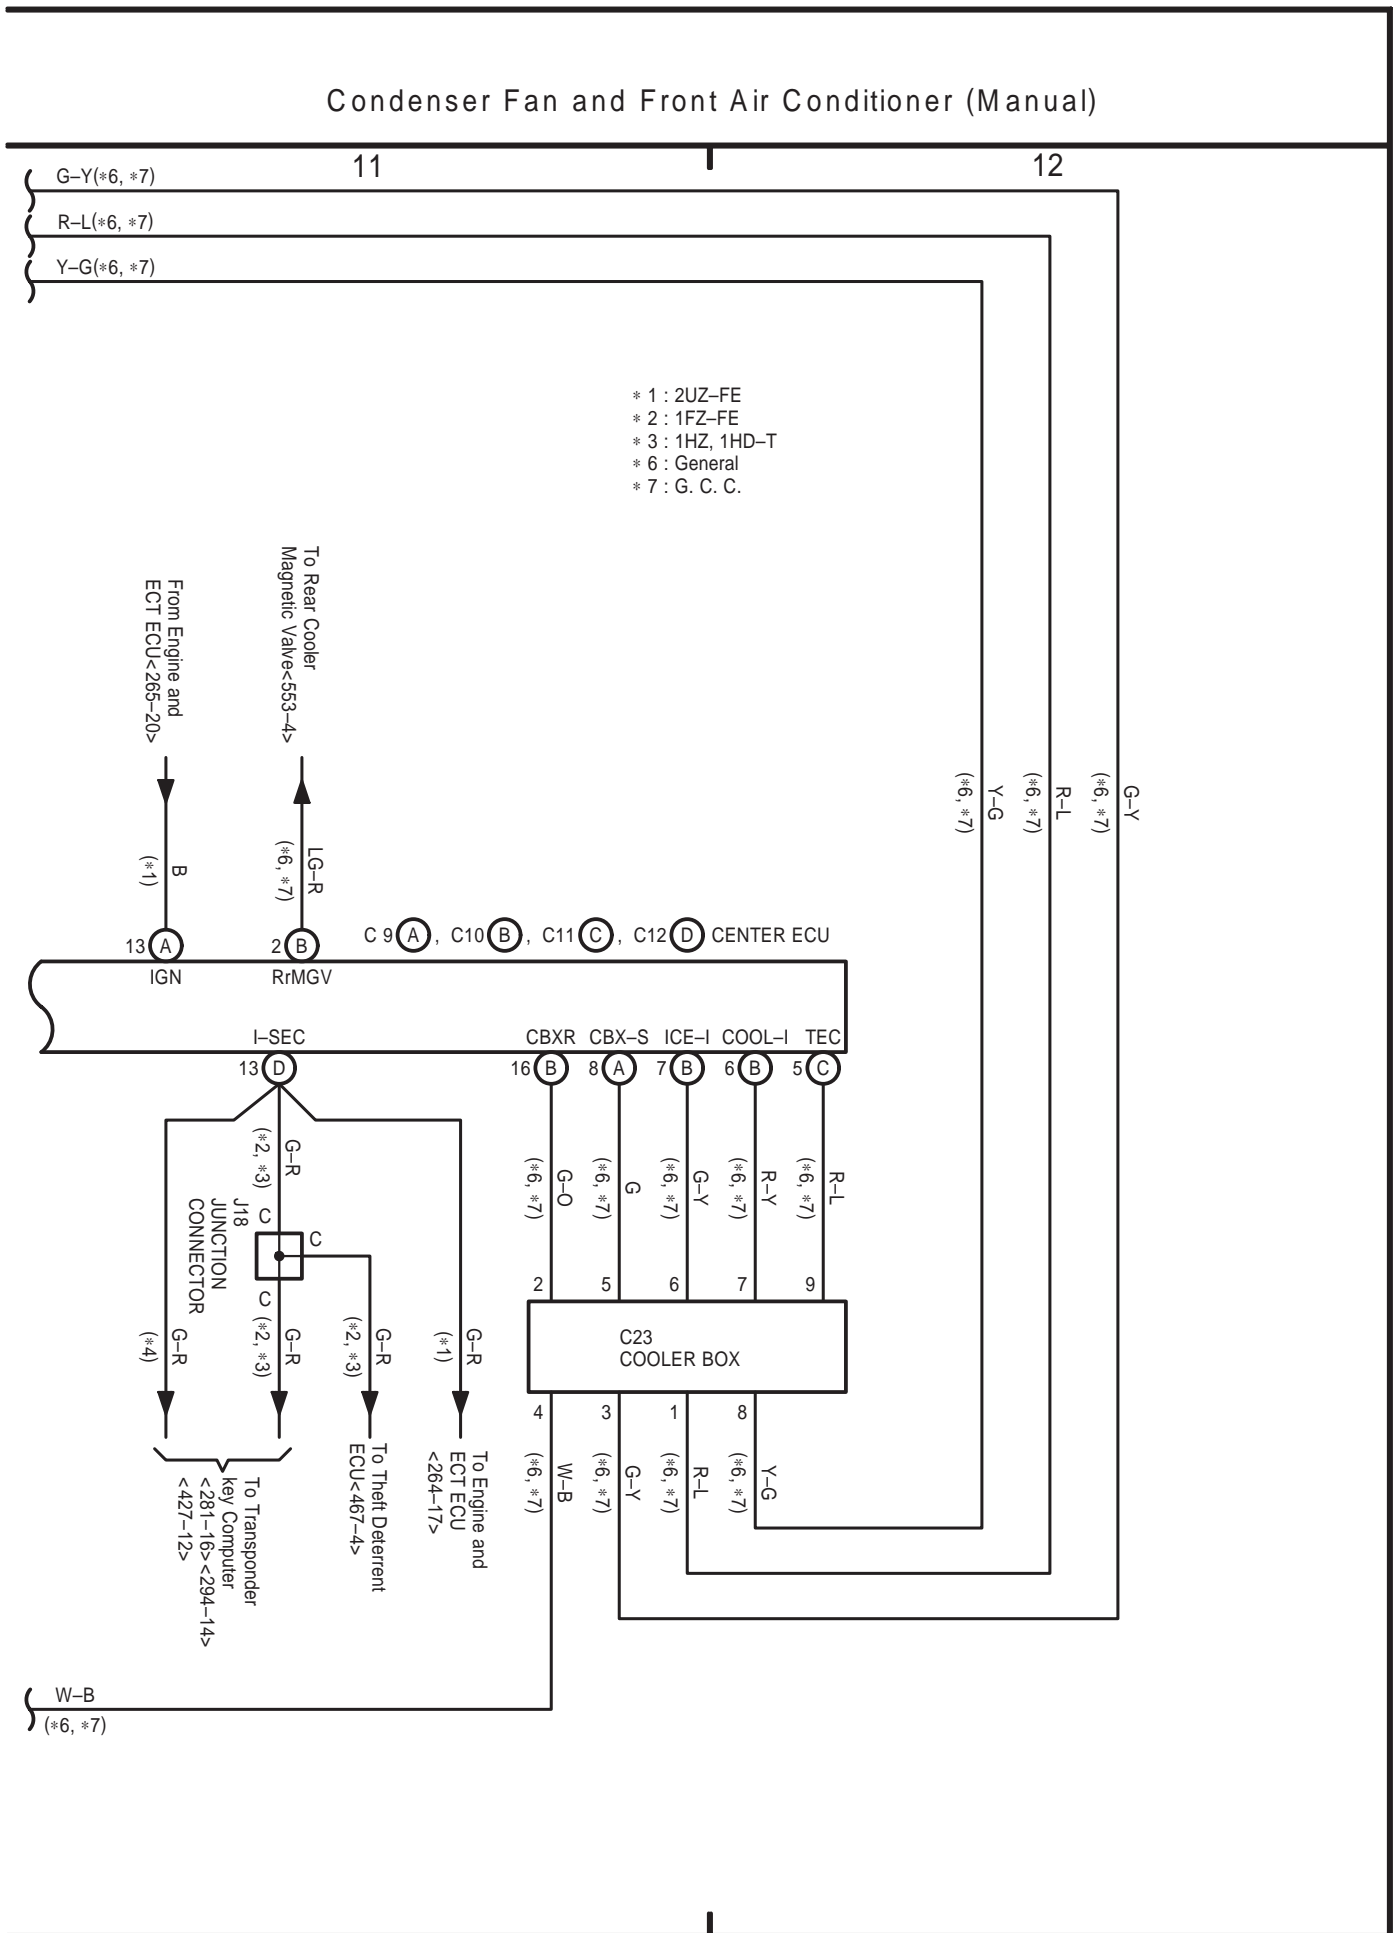 Condenser Fan and Front Air Conditioner (Manual)
11
12
G–Y(*6, *7)
R–L(*6, *7)
Y–G(*6, *7)
* 1 : 2UZ–FE
* 2 : 1FZ–FE
* 3 : 1HZ, 1HD–T
* 6 : General
* 7 : G. C. C.
From Engine and
ECT ECU<265–20>
To Rear Cooler
Magnetic Valve<553–4>
B
(*1)
LG–R
(*6, *7)
Y–G
(*6, *7)
R–L
(*6, *7)
G–Y
(*6, *7)
13 A
2 B
C 9 A , C10 B , C11 C , C12 D CENTER ECU
IGN
RrMGV
I–SEC
CBXR
CBX–S
ICE–I
COOL–I
TEC
13 D
16 B
8 A
7 B
6 B
5 C
G–R
(*2, *3)
J18
JUNCTION
CONNECTOR
C
C
C
G–O
(*6, *7)
G
(*6, *7)
G–Y
(*6, *7)
R–Y
(*6, *7)
R–L
(*6, *7)
2
5
6
7
9
C23
COOLER BOX
4
3
1
8
G–R
(*4)
G–R
(*2, *3)
G–R
(*2, *3)
G–R
(*1)
W–B
(*6, *7)
G–Y
(*6, *7)
R–L
(*6, *7)
Y–G
(*6, *7)
To Transponder
key Computer
<281–16><294–14>
<427–12>
To Theft Deterrent
ECU<467–4>
To Engine and
ECT ECU
<264–17>
W–B
(*6, *7)